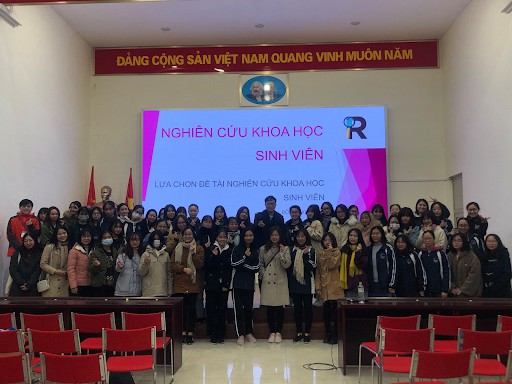 ĐẢNG CỘNG SẢN VIỆT NAM QUANG VINH MUÔN NĂM
NGHIÊN CỨU KHOA HỌC
SINH VIÊN
R
LỰA CHỌN ĐỀ TÀI NGHIÊN CỨU KHOA HỌC
SINH VIÊN